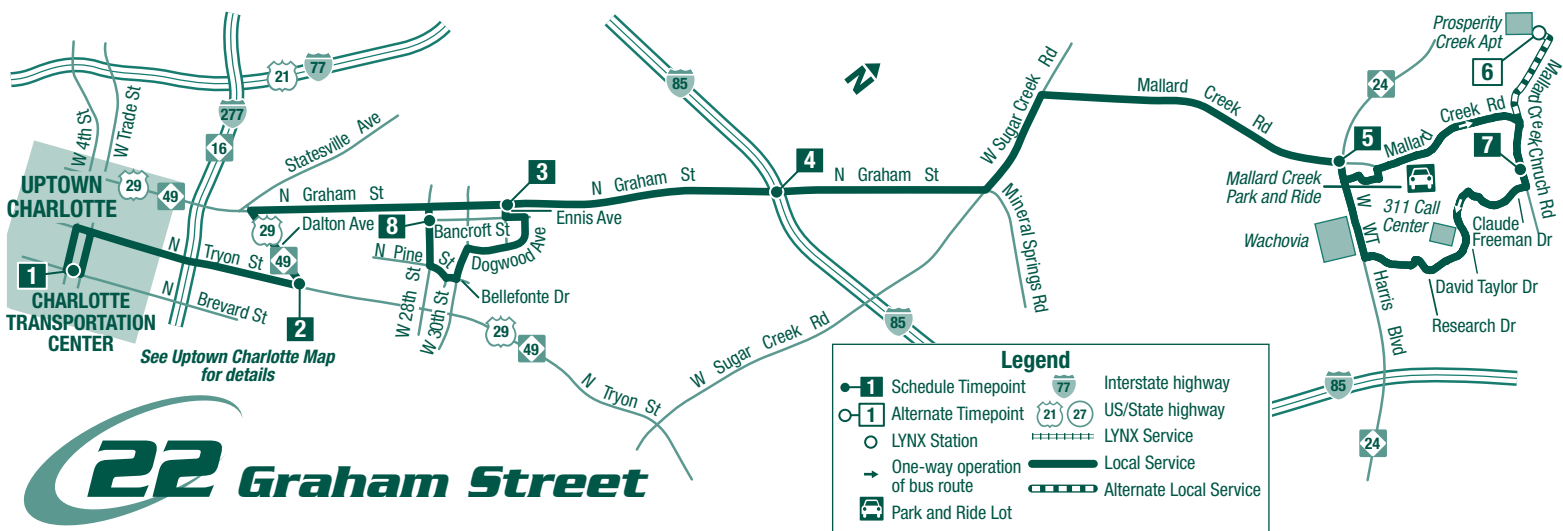 21
77
277
16
W 4th St
W Trade St
Statesville Ave
29
49
UPTOWN
CHARLOTTE
N Graham St
3
Ennis Ave
29
Dalton Ave
49
8
Bancroft St
N Pine St
Dogwood Ave
N Tryon St
1
CHARLOTTE
TRANSPORTATION
CENTER
N Brevard St
2
W 28th St
W 30th St
Bellefonte Dr
See Uptown Charlotte Map
for details
29
49
N Tryon St
85
N Graham St
4
N Graham St
N
W Sugar Creek Rd
W Sugar Creek Rd
Mineral Springs Rd
85
Mallard Creek Rd
Prosperity
Creek Apt
6
24
5
Mallard Creek Rd
Mallard Creek Chruch Rd
7
Mallard Creek
Park and Ride
311 Call
Center
Claude
Freeman Dr
Wachovia
W WT Harris Blvd
David Taylor Dr
Research Dr
85
24
Legend
1 Schedule Timepoint
1 Alternate Timepoint
LYNX Station
One-way operation
of bus route
Park and Ride Lot
77 Interstate highway
21 27 US/State highway
LYNX Service
Local Service
Alternate Local Service
22 Graham Street